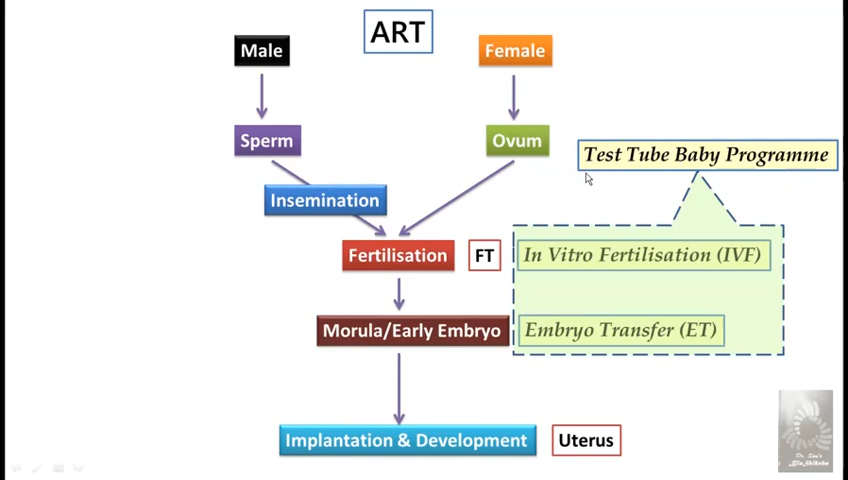 ART
Male
Female
Sperm
Ovum
Test Tube Baby Programme
Insemination
Fertilisation
FT
In Vitro Fertilisation (IVF)
Morula/Early Embryo
Embryo Transfer (ET)
Implantation & Development
Uterus